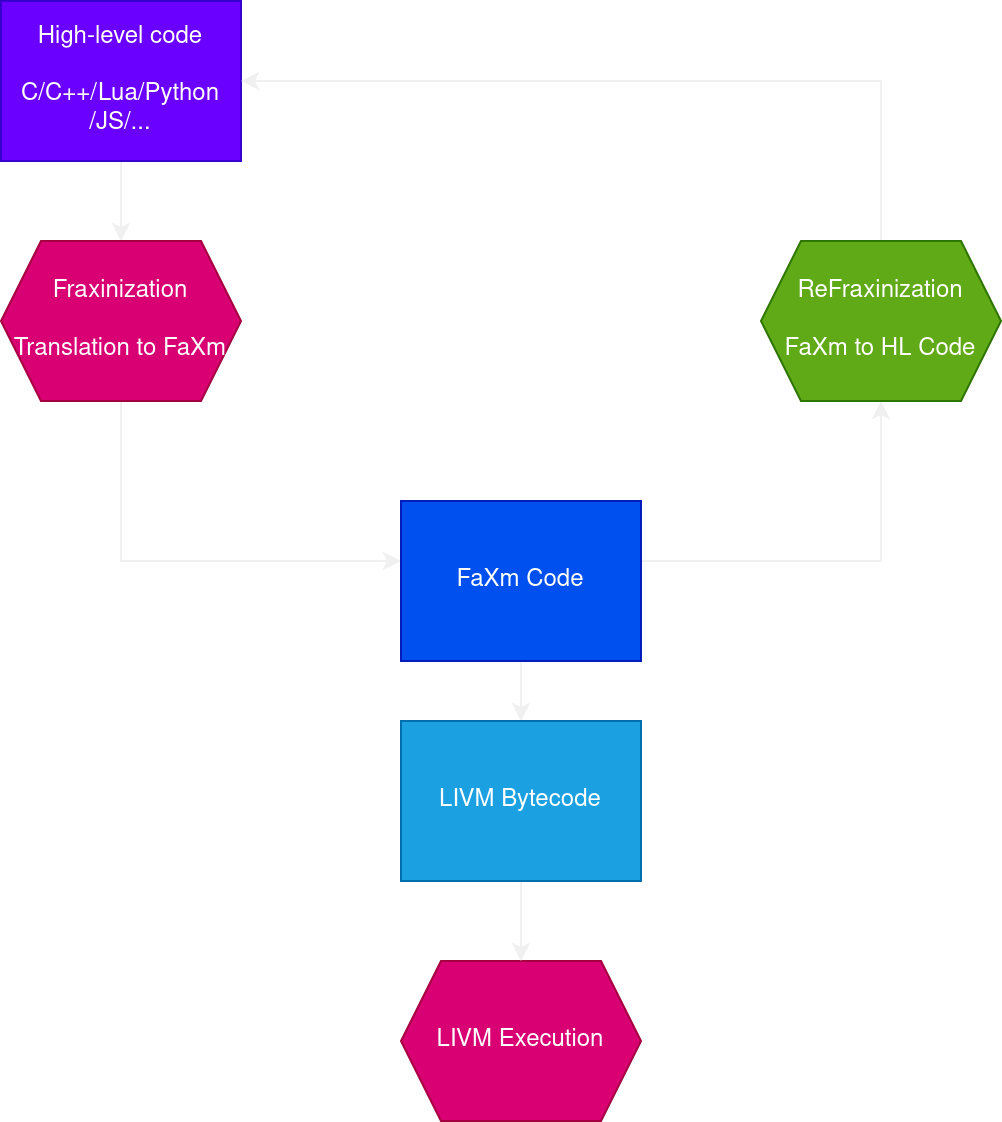 High-level code
C/C++/Lua/Python
/JS/...
Fraxinization
Translation to FaXm
ReFraxinization
FaXm to HL Code
FaXm Code
LIVM Bytecode
LIVM Execution